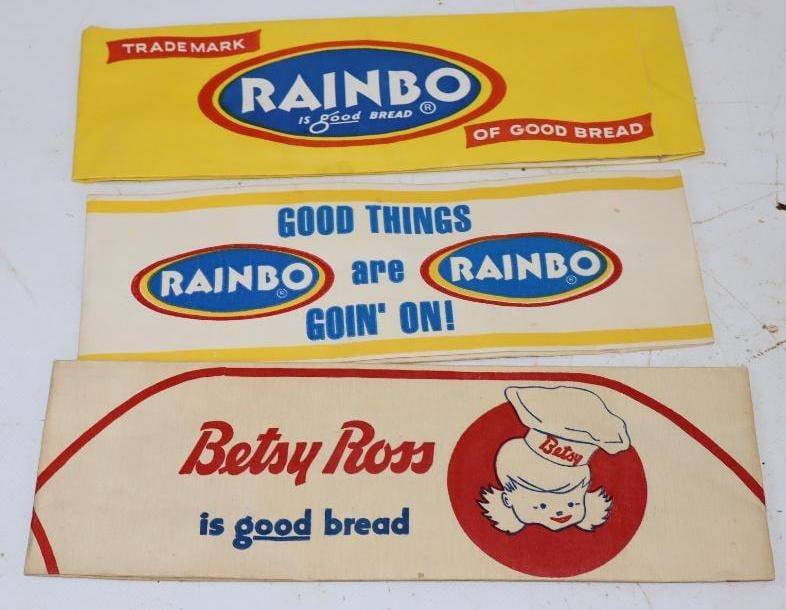 TRADEMARK
RAINBO
IS good BREAD ®
OF GOOD BREAD
GOOD THINGS
RAINBO ® are RAINBO ®
GOIN' ON!
Betsy Ross
is good bread
Betsy